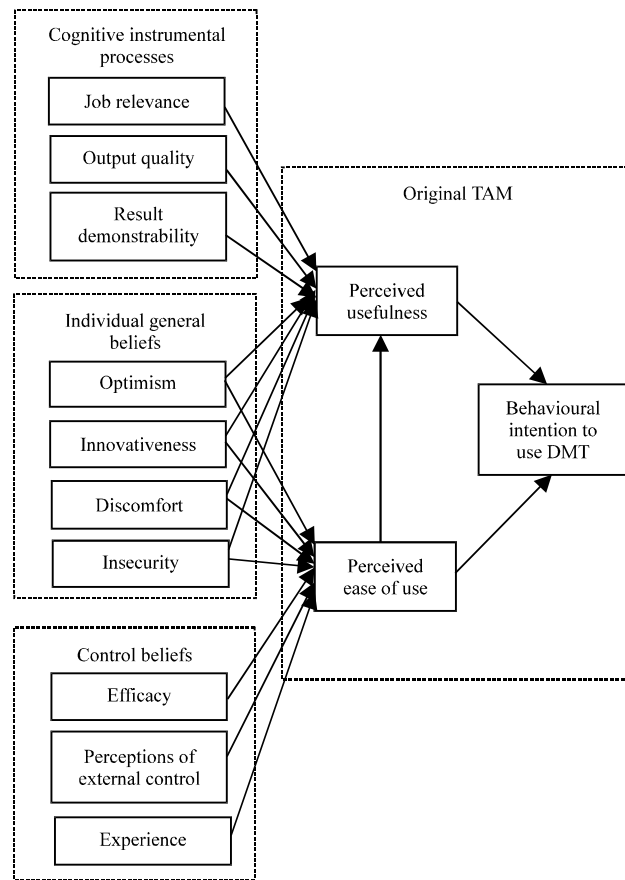 Cognitive instrumental
processes
Job relevance
Output quality
Result
demonstrability
Individual general
beliefs
Optimism
Innovativeness
Discomfort
Insecurity
Control beliefs
Efficacy
Perceptions of
external control
Experience
Original TAM
Perceived
usefulness
Perceived
ease of use
Behavioural
intention to
use DMT